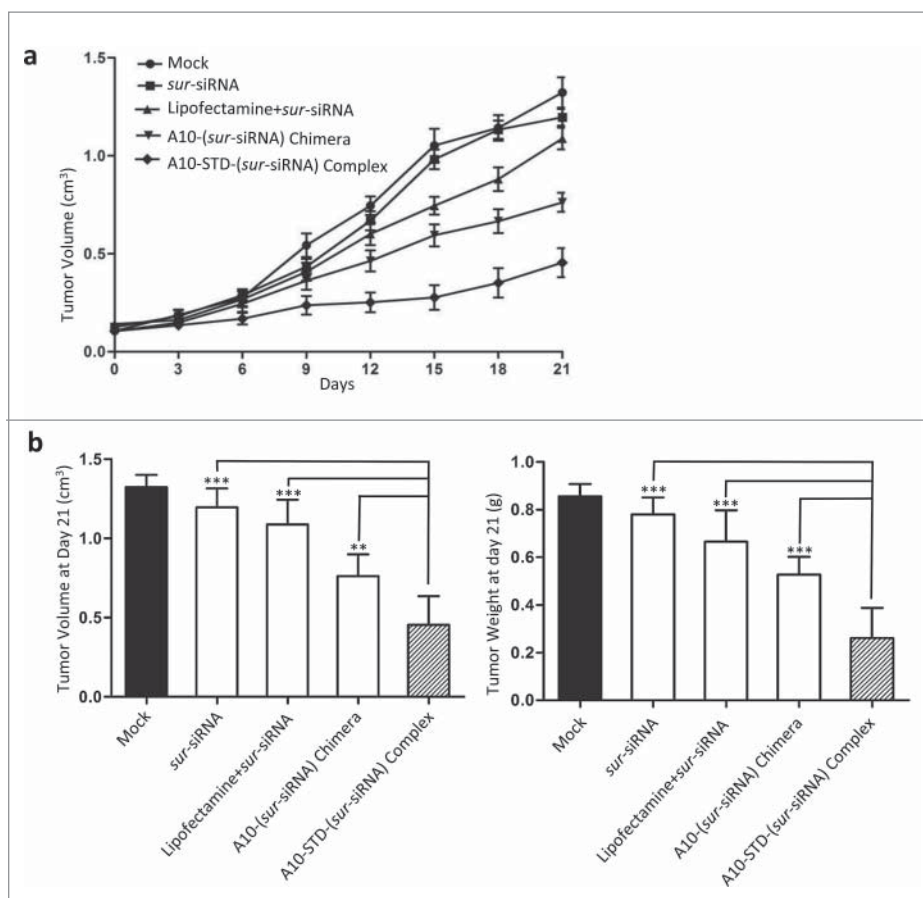 a
Mock
sur-siRNA
Lipofectamine+sur-siRNA
A10-(sur-siRNA) Chimera
A10-STD-(sur-siRNA) Complex
Tumor Volume (cm³)
1.5
1.0
0.5
0.0
0 3 6 9 12 15 18 21
Days
b
Tumor Volume at Day 21 (cm³)
1.5
1.0
0.5
0.0
*** *** **
Mock
sur-siRNA
Lipofectamine+sur-siRNA
A10-(sur-siRNA) Chimera
A10-STD-(sur-siRNA) Complex
Tumor Weight at day 21 (g)
1.0
0.8
0.6
0.4
0.2
0.0
*** *** ***
Mock
sur-siRNA
Lipofectamine+sur-siRNA
A10-(sur-siRNA) Chimera
A10-STD-(sur-siRNA) Complex